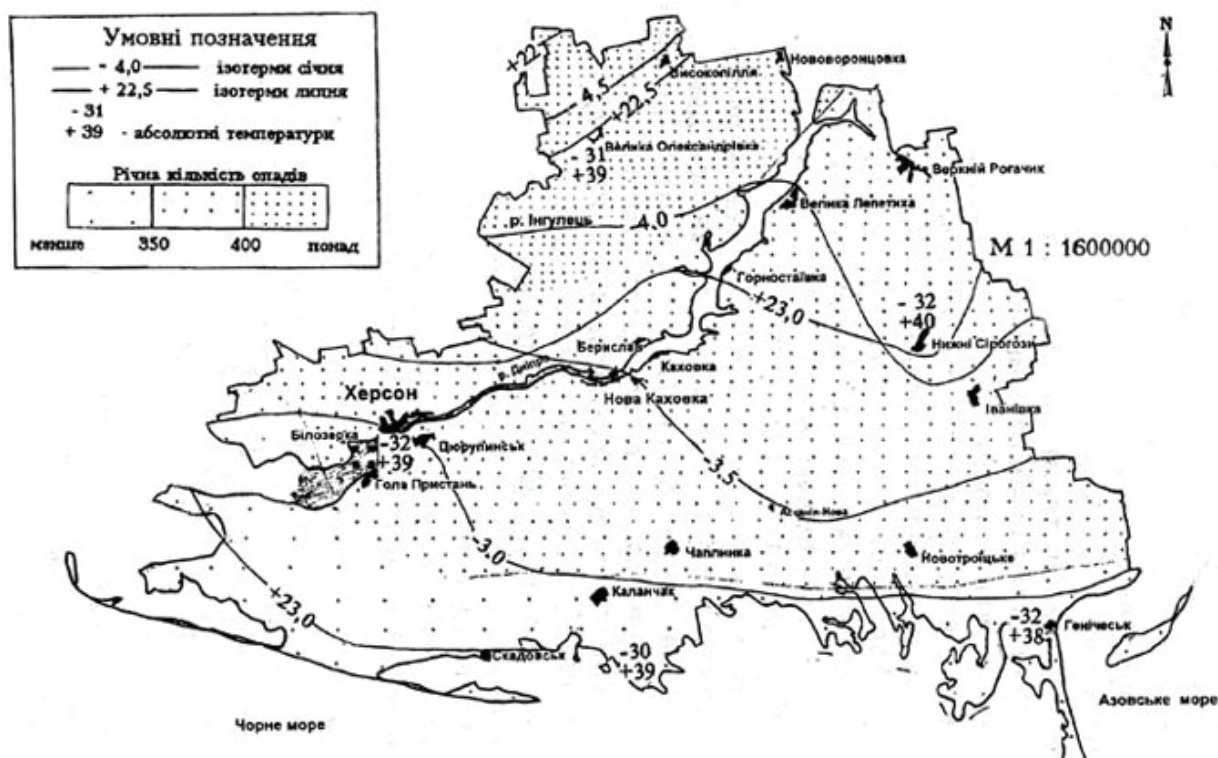 Умовні позначення
- 4,0 ізотерми січня
+ 22,5 ізотерми липня
- 31
+ 39 - абсолютні температури
Річна кількість опадів
менше 350 400 понад
N
М 1 : 1600000
+22
Високопілля
Нововоронцовка
4,5
+22,5
Велика Олександрівка
- 31
+39
Верхній Рогачик
Велика Лепетиха
р. Інгулець
4,0
Горностаївка
+23,0
- 32
+40
Нижні Сірогози
Берислав
р. Дніпро
Каховка
Нова Каховка
Херсон
Іванівка
Білозерка
-32
+39
Цюрупинськ
Гола Пристань
-3,5
Асканія-Нова
-3,0
Чаплинка
Новотроїцьке
+23,0
Каланчак
-32
+38
Генічеськ
Скадовськ
-30
+39
Чорне море
Азовське море